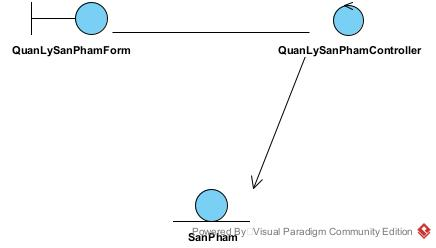 QuanLySanPhamForm
QuanLySanPhamController
SanPham
Powered By Visual Paradigm Community Edition